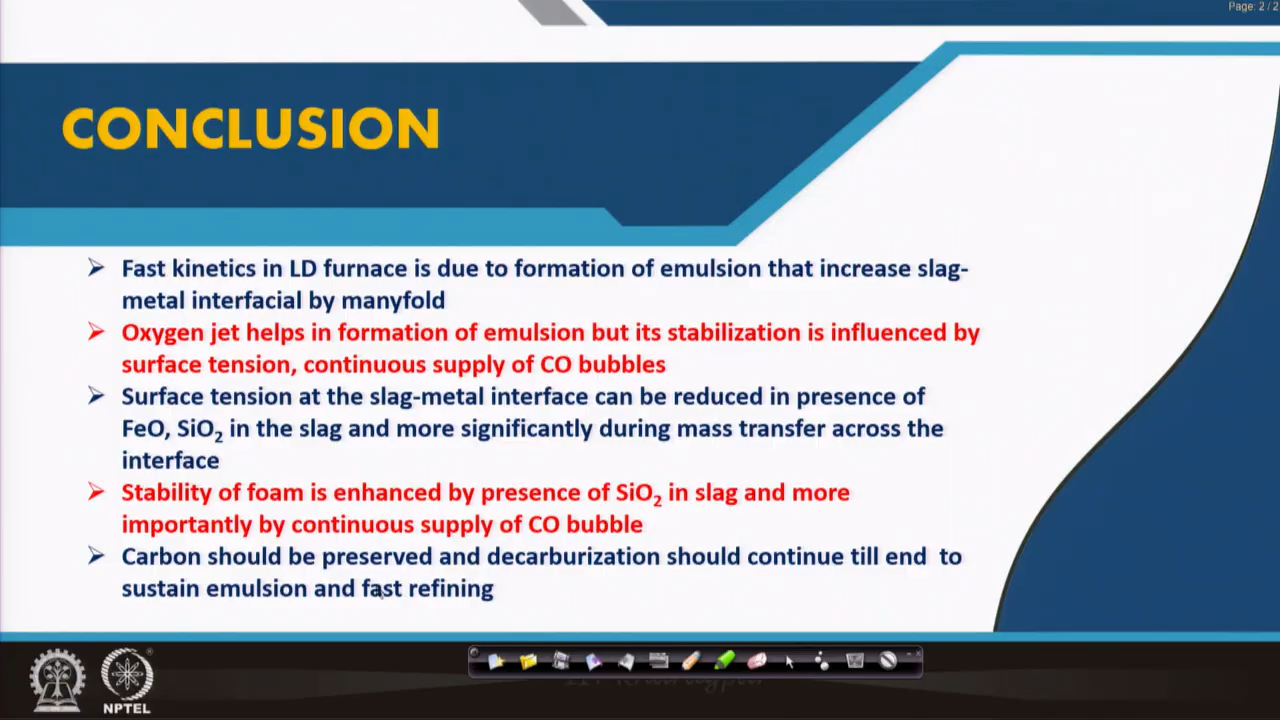 Page: 2 / 2
CONCLUSION
➢ Fast kinetics in LD furnace is due to formation of emulsion that increase slag-
metal interfacial by manyfold
➢ Oxygen jet helps in formation of emulsion but its stabilization is influenced by
surface tension, continuous supply of CO bubbles
➢ Surface tension at the slag-metal interface can be reduced in presence of
FeO, SiO₂ in the slag and more significantly during mass transfer across the
interface
➢ Stability of foam is enhanced by presence of SiO₂ in slag and more
importantly by continuous supply of CO bubble
➢ Carbon should be preserved and decarburization should continue till end to
sustain emulsion and fast refining
NPTEL